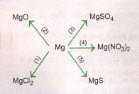 MgO
MgSO₄
(2)
(3)
Mg
(4)
Mg(NO₃)₂
(1)
(5)
MgCl₂
MgS